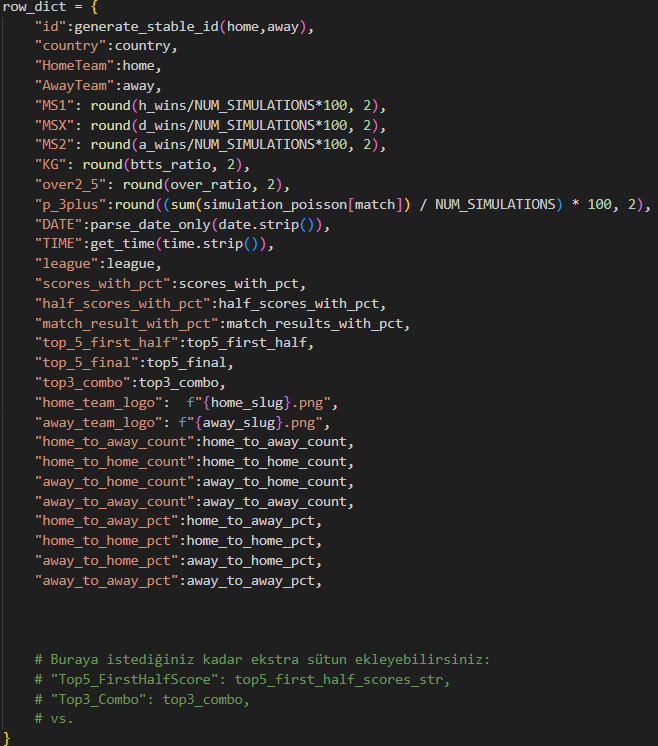 row_dict = {
    "id":generate_stable_id(home,away),
    "country":country,
    "HomeTeam":home,
    "AwayTeam":away,
    "MS1": round(h_wins/NUM_SIMULATIONS*100, 2),
    "MSX": round(d_wins/NUM_SIMULATIONS*100, 2),
    "MS2": round(a_wins/NUM_SIMULATIONS*100, 2),
    "KG": round(btts_ratio, 2),
    "over2_5": round(over_ratio, 2),
    "p_3plus":round((sum(simulation_poisson[match]) / NUM_SIMULATIONS) * 100, 2),
    "DATE":parse_date_only(date.strip()),
    "TIME":get_time(time.strip()),
    "league":league,
    "scores_with_pct":scores_with_pct,
    "half_scores_with_pct":half_scores_with_pct,
    "match_result_with_pct":match_results_with_pct,
    "top_5_first_half":top5_first_half,
    "top_5_final":top5_final,
    "top3_combo":top3_combo,
    "home_team_logo":  f"{home_slug}.png",
    "away_team_logo": f"{away_slug}.png",
    "home_to_away_count":home_to_away_count,
    "home_to_home_count":home_to_home_count,
    "away_to_home_count":away_to_home_count,
    "away_to_away_count":away_to_away_count,
    "home_to_away_pct":home_to_away_pct,
    "home_to_home_pct":home_to_home_pct,
    "away_to_home_pct":away_to_home_pct,
    "away_to_away_pct":away_to_away_pct,
    # Buraya istediğiniz kadar ekstra sütun ekleyebilirsiniz:
    # "Top5_FirstHalfScore": top5_first_half_scores_str,
    # "Top3_Combo": top3_combo,
    # vs.
}